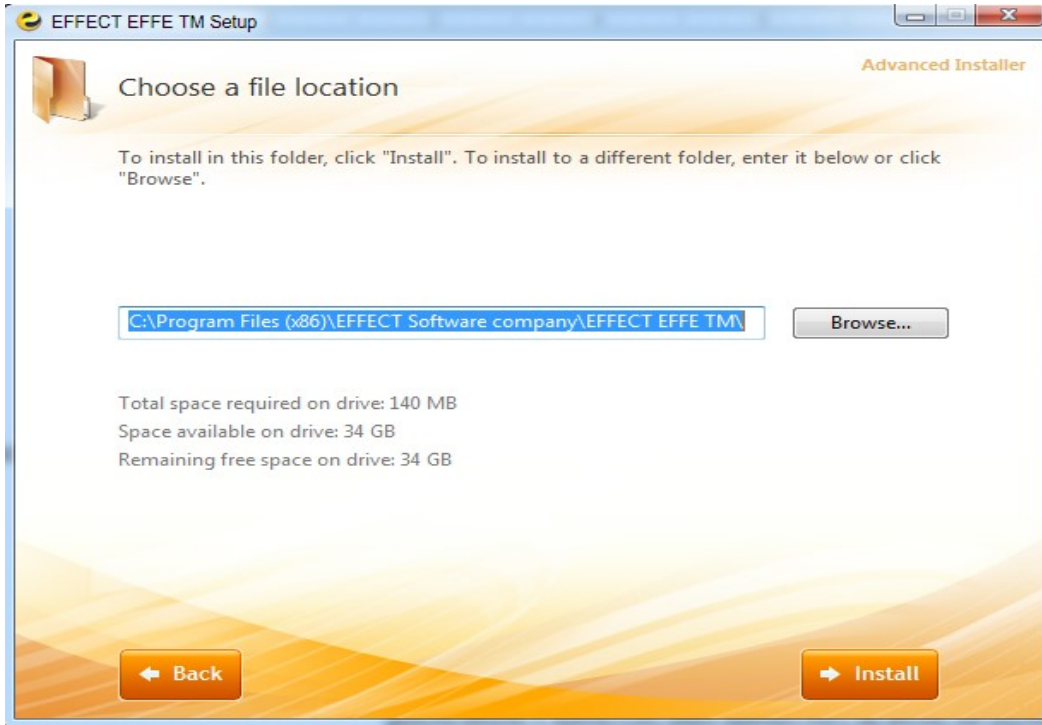 EFFECT EFFE TM Setup
Advanced Installer
Choose a file location
To install in this folder, click "Install". To install to a different folder, enter it below or click
"Browse".
C:\Program Files (x86)\EFFECT Software company\EFFECT EFFE TM\
Browse...
Total space required on drive: 140 MB
Space available on drive: 34 GB
Remaining free space on drive: 34 GB
Back
Install